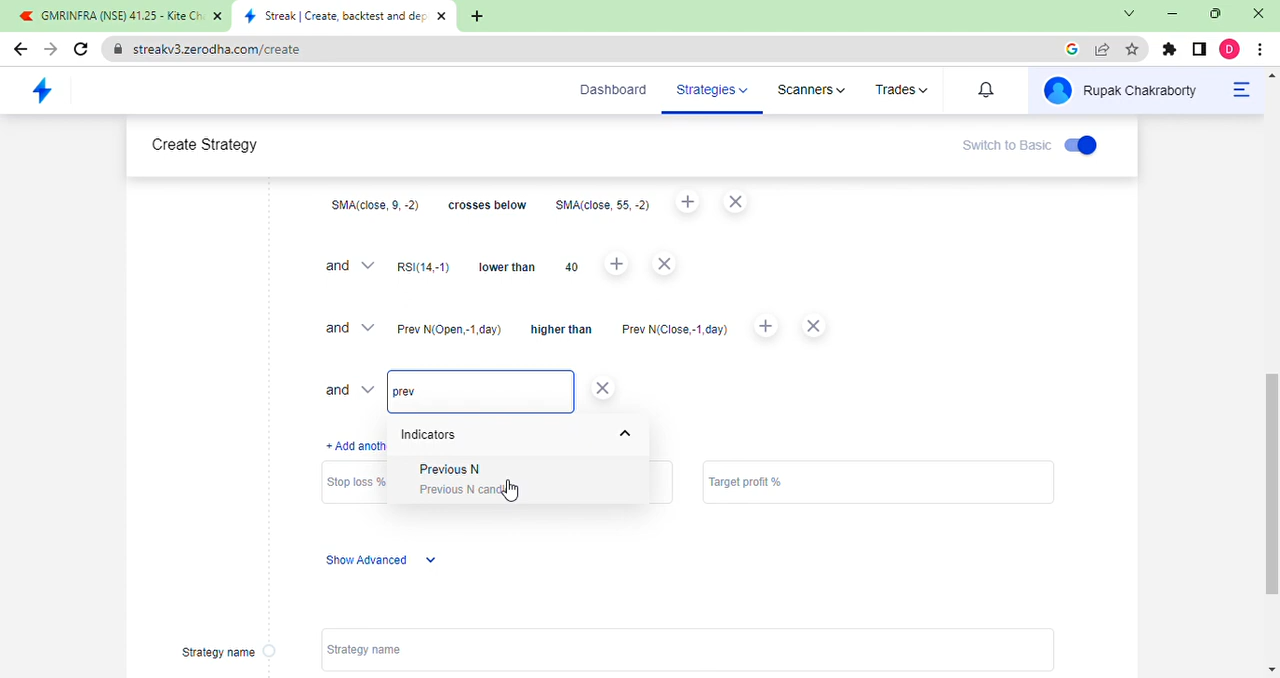 GMRINFRA (NSE) 41.25 - Kite Ch
Streak | Create, backtest and dep
streakv3.zerodha.com/create
Dashboard
Strategies
Scanners
Trades
Rupak Chakraborty
Create Strategy
Switch to Basic
SMA(close, 9, -2) crosses below SMA(close, 55, -2)
and RSI(14,-1) lower than 40
and Prev N(Open,-1,day) higher than Prev N(Close,-1,day)
and prev
Indicators
+ Add anoth
Previous N
Stop loss %
Target profit %
Previous N cand
Show Advanced
Strategy name
Strategy name
D